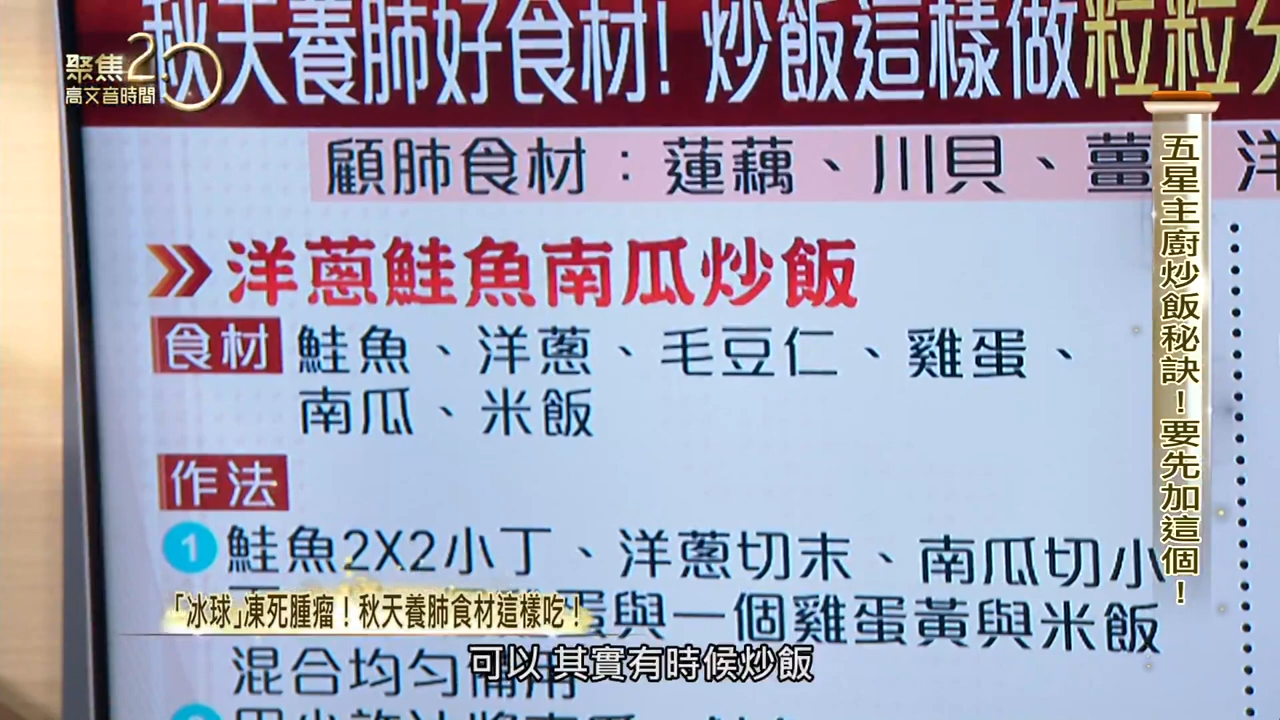 秋天養肺好食材! 炒飯這樣做粒粒
聚焦2.0
高文音時間
顧肺食材：蓮藕、川貝、薑 洋
洋蔥鮭魚南瓜炒飯
食材 鮭魚、洋蔥、毛豆仁、雞蛋、
南瓜、米飯
作法
1 鮭魚2X2小丁、洋蔥切末、南瓜切小
蛋與一個雞蛋黃與米飯
混合均勻備用
五星主廚炒飯秘訣！要先加這個！
「冰球」凍死腫瘤！秋天養肺食材這樣吃！
可以 其實有時候炒飯